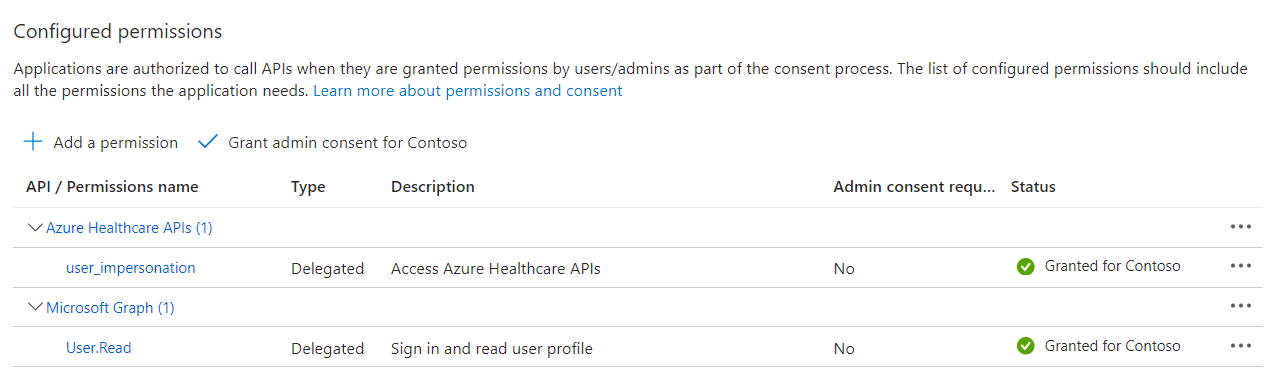 Configured permissions
Applications are authorized to call APIs when they are granted permissions by users/admins as part of the consent process. The list of configured permissions should include
all the permissions the application needs. Learn more about permissions and consent
Add a permission Grant admin consent for Contoso
API / Permissions name Type Description Admin consent requ... Status
Azure Healthcare APIs (1)
user_impersonation Delegated Access Azure Healthcare APIs No Granted for Contoso
Microsoft Graph (1)
User.Read Delegated Sign in and read user profile No Granted for Contoso